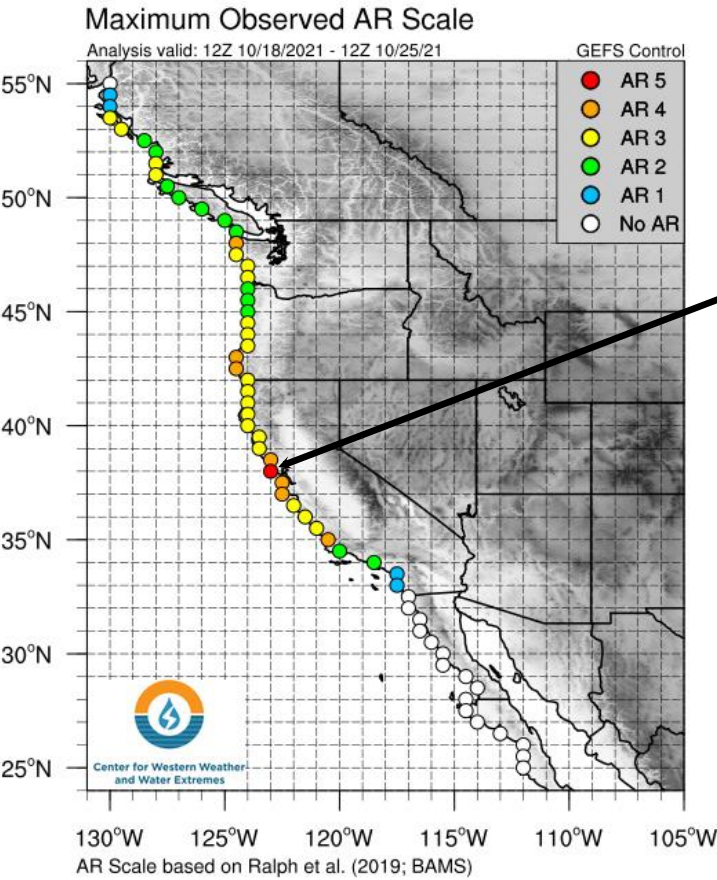 Maximum Observed AR Scale
Analysis valid: 12Z 10/18/2021 - 12Z 10/25/21 GEFS Control
AR 5
AR 4
AR 3
AR 2
AR 1
No AR
55°N
50°N
45°N
40°N
35°N
30°N
25°N
Center for Western Weather
and Water Extremes
130°W 125°W 120°W 115°W 110°W 105°W
AR Scale based on Ralph et al. (2019; BAMS)